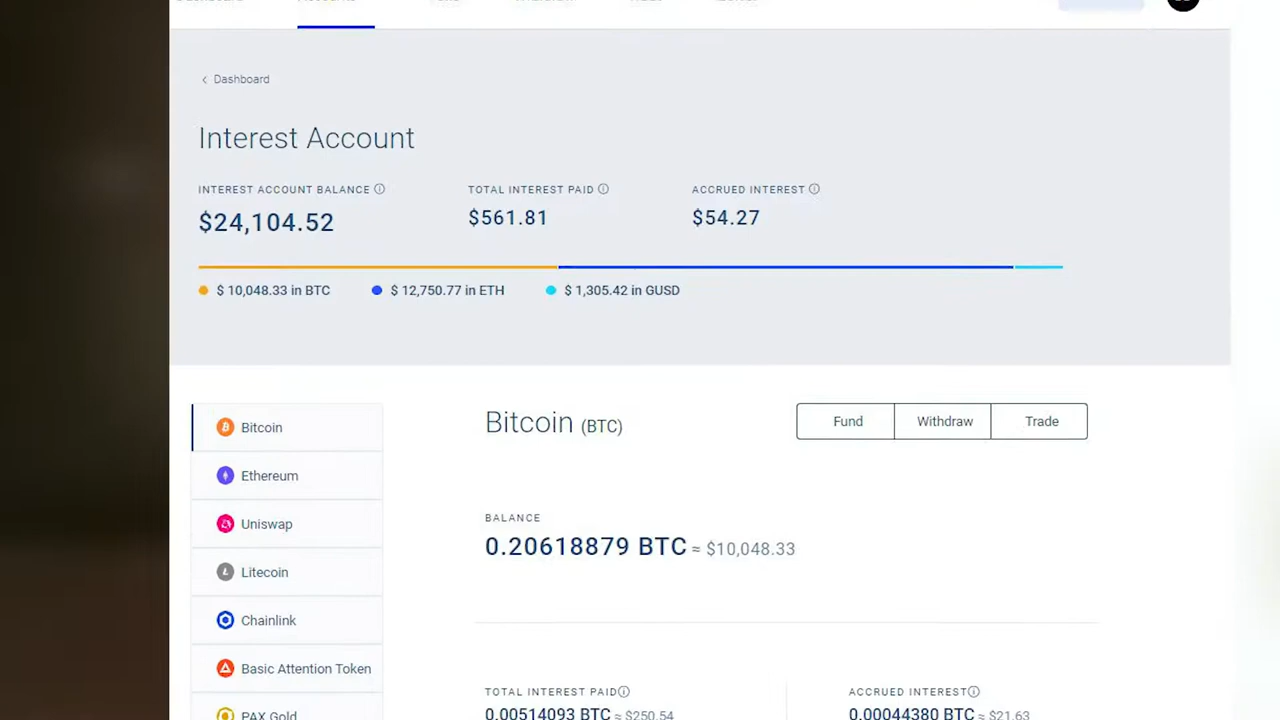 Dashboard
Interest Account
INTEREST ACCOUNT BALANCE
TOTAL INTEREST PAID
ACCRUED INTEREST
$24,104.52
$561.81
$54.27
$ 10,048.33 in BTC
$ 12,750.77 in ETH
$ 1,305.42 in GUSD
Bitcoin
Ethereum
Uniswap
Litecoin
Chainlink
Basic Attention Token
PAX Gold
Bitcoin (BTC)
Fund
Withdraw
Trade
BALANCE
0.20618879 BTC ≈ $10,048.33
TOTAL INTEREST PAID
0.00514093 BTC ≈ $250.54
ACCRUED INTEREST
0.00044380 BTC ≈ $21.63